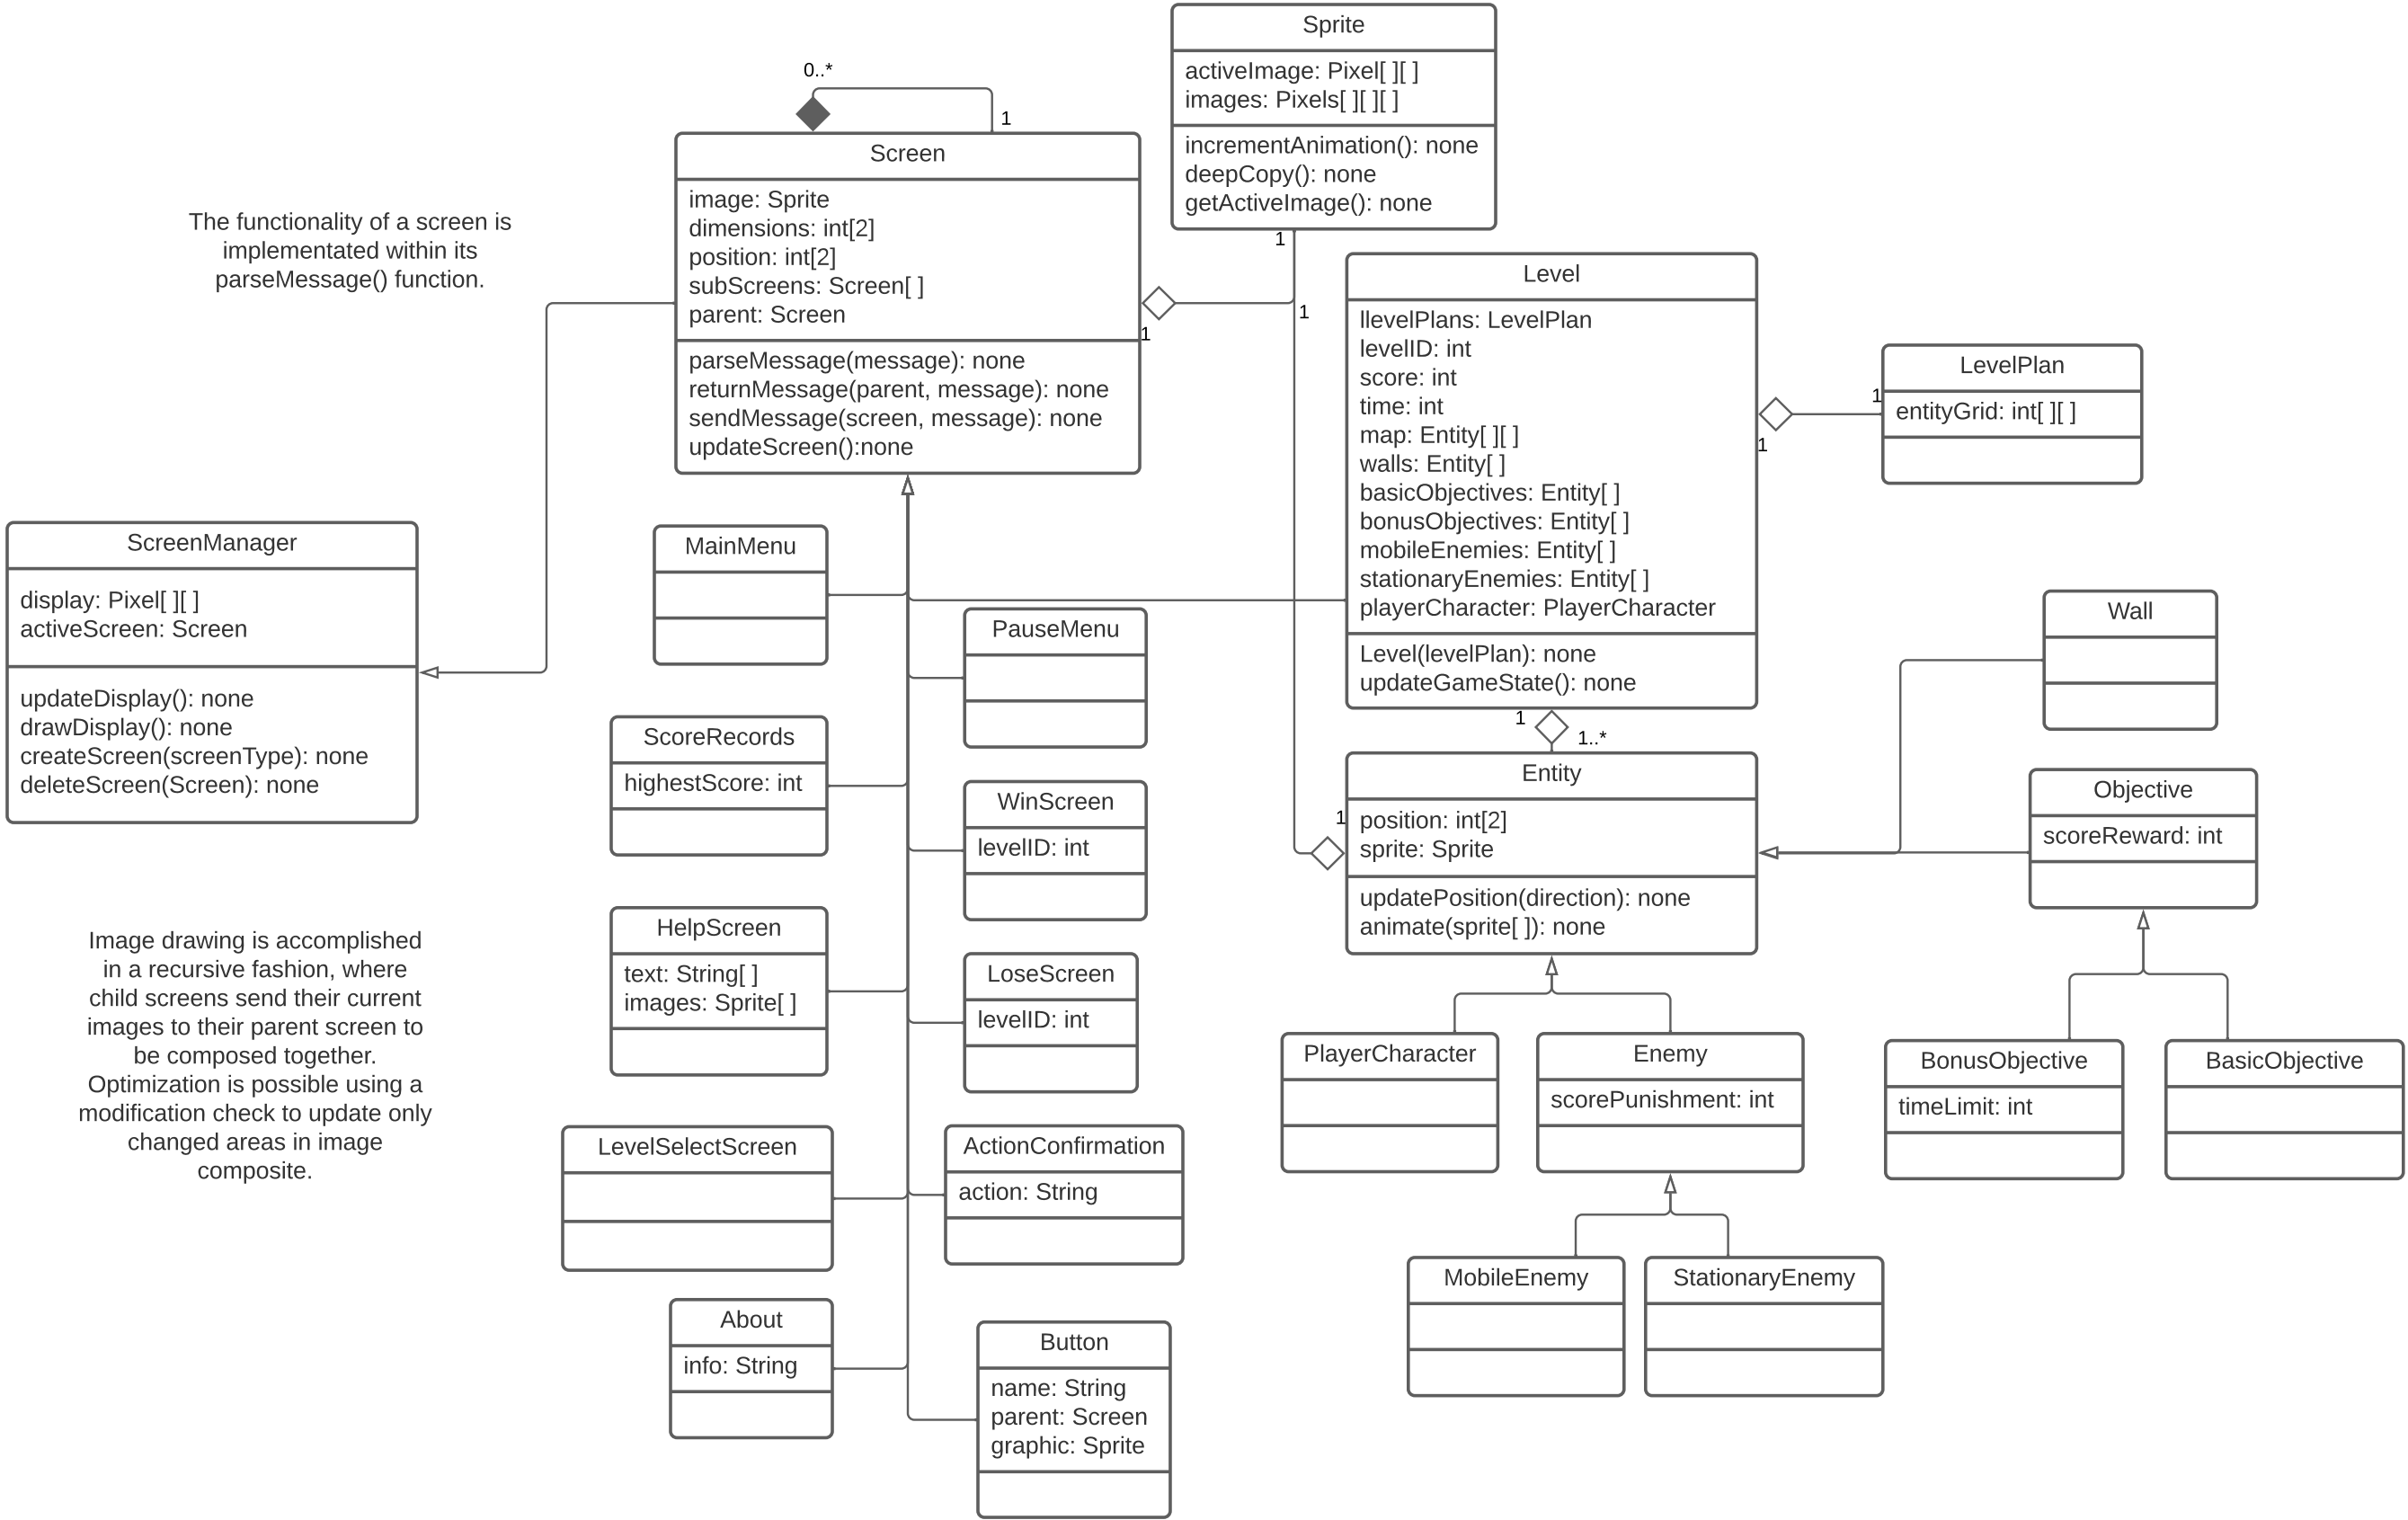 Sprite
activeImage: Pixel[ ][ ]
images: Pixels[ ][ ][ ]
incrementAnimation(): none
deepCopy(): none
getActiveImage(): none
1
1
0..*
1
Screen
image: Sprite
dimensions: int[2]
position: int[2]
subScreens: Screen[ ]
parent: Screen
parseMessage(message): none
returnMessage(parent, message): none
sendMessage(screen, message): none
updateScreen():none
1
The functionality of a screen is
implementated within its
parseMessage() function.
Level
llevelPlans: LevelPlan
levelID: int
score: int
time: int
map: Entity[ ][ ]
walls: Entity[ ]
basicObjectives: Entity[ ]
bonusObjectives: Entity[ ]
mobileEnemies: Entity[ ]
stationaryEnemies: Entity[ ]
playerCharacter: PlayerCharacter
Level(levelPlan): none
updateGameState(): none
1
1
LevelPlan
entityGrid: int[ ][ ]
ScreenManager
display: Pixel[ ][ ]
activeScreen: Screen
updateDisplay(): none
drawDisplay(): none
createScreen(screenType): none
deleteScreen(Screen): none
MainMenu
PauseMenu
ScoreRecords
highestScore: int
WinScreen
levelID: int
HelpScreen
text: String[ ]
images: Sprite[ ]
LoseScreen
levelID: int
LevelSelectScreen
ActionConfirmation
action: String
About
info: String
Button
name: String
parent: Screen
graphic: Sprite
1
1..*
1
Entity
position: int[2]
sprite: Sprite
updatePosition(direction): none
animate(sprite[ ]): none
Wall
Objective
scoreReward: int
PlayerCharacter
Enemy
scorePunishment: int
BonusObjective
timeLimit: int
BasicObjective
MobileEnemy
StationaryEnemy
Image drawing is accomplished
in a recursive fashion, where
child screens send their current
images to their parent screen to
be composed together.
Optimization is possible using a
modification check to update only
changed areas in image
composite.